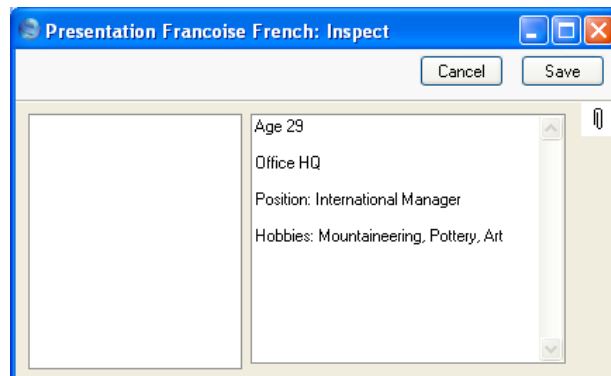 Presentation Francoise French: Inspect
Cancel Save
Age 29
Office HQ
Position: International Manager
Hobbies: Mountaineering, Pottery, Art